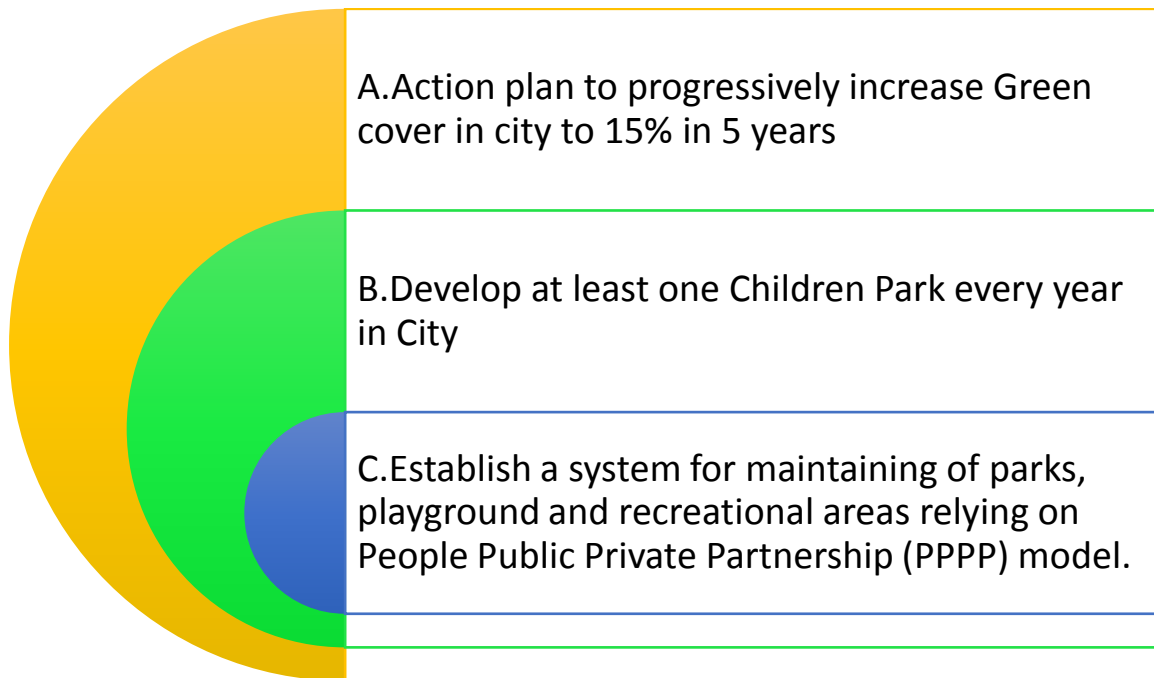 A.Action plan to progressively increase Green
cover in city to 15% in 5 years
B.Develop at least one Children Park every year
in City
C.Establish a system for maintaining of parks,
playground and recreational areas relying on
People Public Private Partnership (PPPP) model.